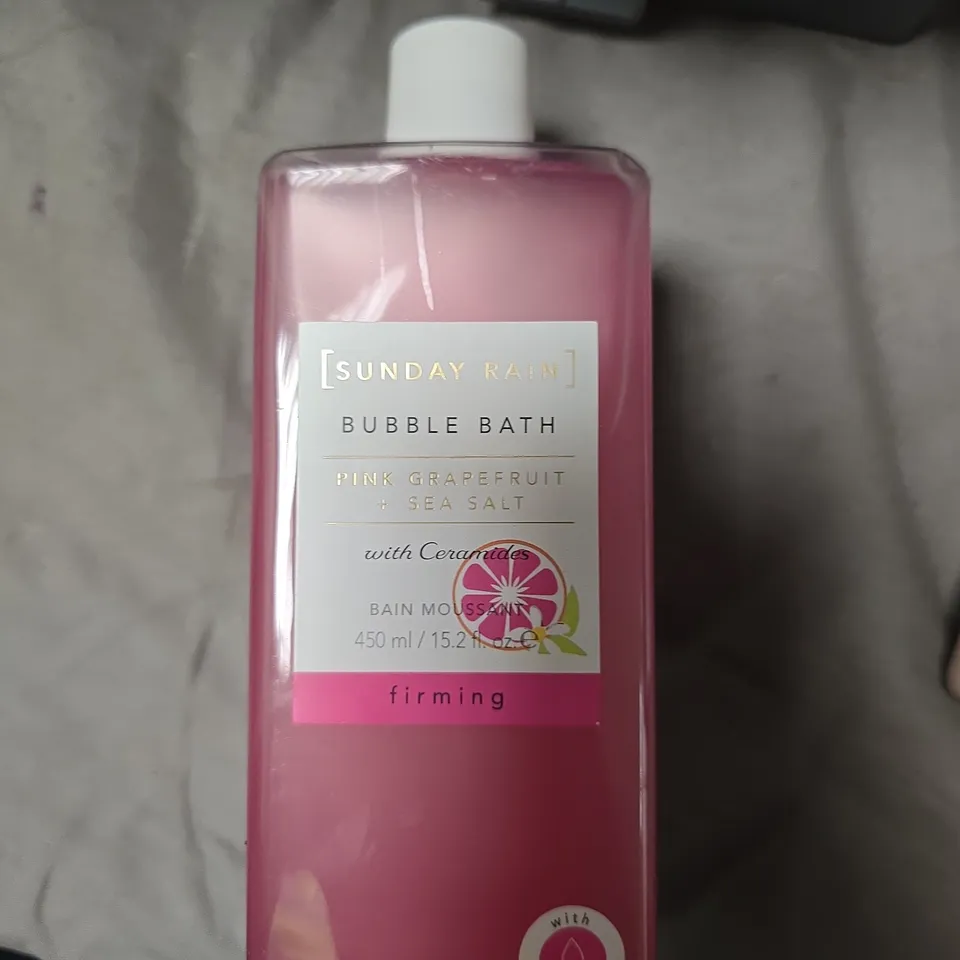 [SUNDAY RAIN]
BUBBLE BATH
PINK GRAPEFRUIT
+ SEA SALT
with Ceramides
BAIN MOUSSANT
450 ml / 15.2 fl. oz. ℮
firming
with